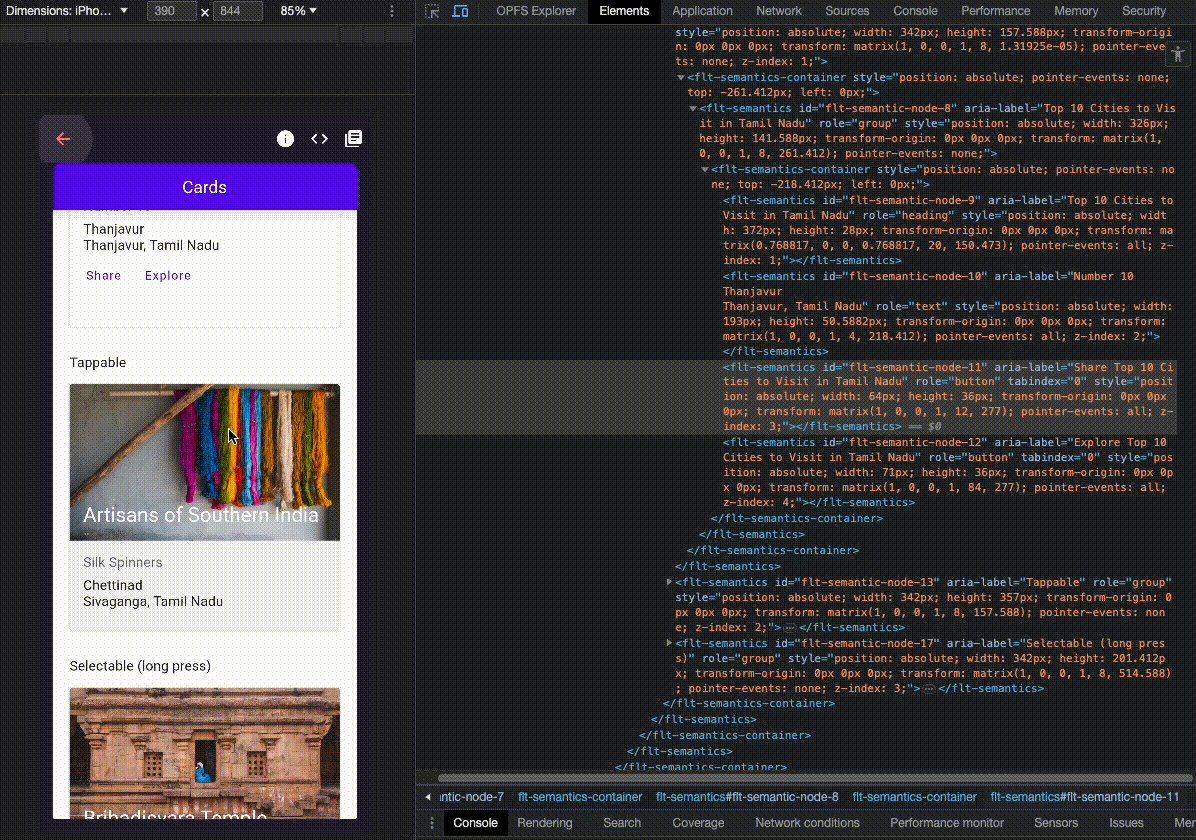 Dimensions: iPho... 390 × 844 85%
OPFS Explorer Elements Application Network Sources Console Performance Memory Security
Cards
Thanjavur
Thanjavur, Tamil Nadu
Share Explore
Tappable
Artisans of Southern India
Silk Spinners
Chettinad
Sivaganga, Tamil Nadu
Selectable (long press)
Brihadisvara Temple
style="position: absolute; width: 342px; height: 157.588px; transform-origi
n: 0px 0px 0px; transform: matrix(1, 0, 0, 1, 8, 1.31925e-05); pointer-eve
ts: none; z-index: 1;">
<flt-semantics-container style="position: absolute; pointer-events: none;
top: -261.412px; left: 0px;">
<flt-semantics id="flt-semantic-node-8" aria-label="Top 10 Cities to Vis
it in Tamil Nadu" role="group" style="position: absolute; width: 326px;
height: 141.588px; transform-origin: 0px 0px 0px; transform: matrix(1,
0, 0, 1, 8, 261.412); pointer-events: none;">
<flt-semantics-container style="position: absolute; pointer-events: no
ne; top: -218.412px; left: 0px;">
<flt-semantics id="flt-semantic-node-9" aria-label="Top 10 Cities to
Visit in Tamil Nadu" role="heading" style="position: absolute; widt
h: 372px; height: 28px; transform-origin: 0px 0px 0px; transform: ma
trix(0.768817, 0, 0, 0.768817, 20, 150.473); pointer-events: all; z-
index: 1;"></flt-semantics>
<flt-semantics id="flt-semantic-node-10" aria-label="Number 10
Thanjavur
Thanjavur, Tamil Nadu" role="text" style="position: absolute; width:
193px; height: 50.5882px; transform-origin: 0px 0px 0px; transform:
matrix(1, 0, 0, 1, 4, 218.412); pointer-events: all; z-index: 2;">
</flt-semantics>
<flt-semantics id="flt-semantic-node-11" aria-label="Share Top 10 Ci
ties to Visit in Tamil Nadu" role="button" tabindex="0" style="posit
ion: absolute; width: 64px; height: 36px; transform-origin: 0px 0px
0px; transform: matrix(1, 0, 0, 1, 12, 277); pointer-events: all; z-
index: 3;"></flt-semantics> == $0
<flt-semantics id="flt-semantic-node-12" aria-label="Explore Top 10
Cities to Visit in Tamil Nadu" role="button" tabindex="0" style="pos
ition: absolute; width: 71px; height: 36px; transform-origin: 0px 0p
x 0px; transform: matrix(1, 0, 0, 1, 84, 277); pointer-events: all;
z-index: 4;"></flt-semantics>
</flt-semantics-container>
</flt-semantics>
</flt-semantics-container>
</flt-semantics>
<flt-semantics id="flt-semantic-node-13" aria-label="Tappable" role="group"
style="position: absolute; width: 342px; height: 357px; transform-origin: 0
px 0px 0px; transform: matrix(1, 0, 0, 1, 8, 157.588); pointer-events: non
e; z-index: 2;">…</flt-semantics>
<flt-semantics id="flt-semantic-node-17" aria-label="Selectable (long pres
s)" role="group" style="position: absolute; width: 342px; height: 201.412p
x; transform-origin: 0px 0px 0px; transform: matrix(1, 0, 0, 1, 8, 514.588)
; pointer-events: none; z-index: 3;">…</flt-semantics>
</flt-semantics-container>
</flt-semantics>
</flt-semantics-container>
</flt-semantics>
</flt-semantics-container>
antic-node-7 flt-semantics-container flt-semantics#flt-semantic-node-8 flt-semantics-container flt-semantics#flt-semantic-node-11
Console Rendering Search Coverage Network conditions Performance monitor Sensors Issues Mer